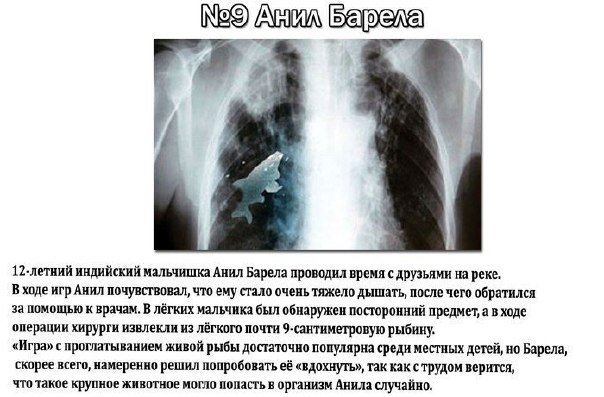 №9 Анил Барела
12-летний индийский мальчишка Анил Барела проводил время с друзьями на реке.
В ходе игр Анил почувствовал, что ему стало очень тяжело дышать, после чего обратился
за помощью к врачам. В лёгких мальчика был обнаружен посторонний предмет, а в ходе
операции хирурги извлекли из лёгкого почти 9-сантиметровую рыбину.
«Игра» с проглатыванием живой рыбы достаточно популярна среди местных детей, но Барела,
скорее всего, намеренно решил попробовать её «вдохнуть», так как с трудом верится,
что такое крупное животное могло попасть в организм Анила случайно.